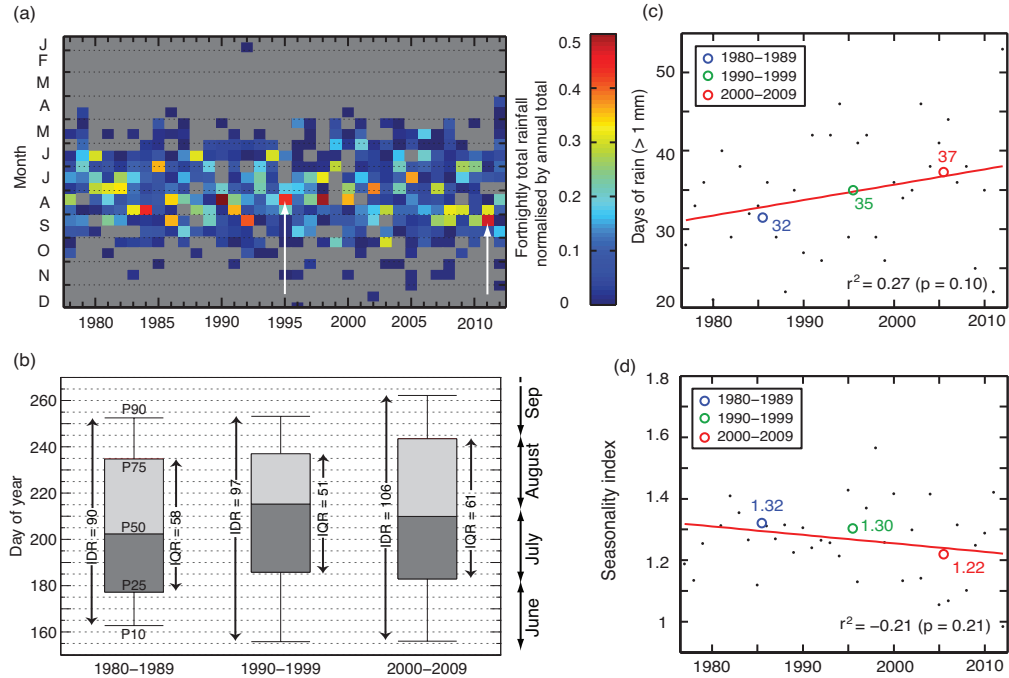 (a)
Month
J
F
M
A
M
J
J
A
S
O
N
D
1980 1985 1990 1995 2000 2005 2010
0.5
0.4
0.3
0.2
0.1
0
Fortnightly total rainfall
normalised by annual total
(b)
Day of year
260
240
220
200
180
160
P90
P75
P50
P25
P10
IDR = 90
IQR = 58
IDR = 97
IQR = 51
IDR = 106
IQR = 61
Sep
August
July
June
1980–1989 1990–1999 2000–2009
(c)
Days of rain (> 1 mm)
50
40
30
20
1980–1989
1990–1999
2000–2009
32
35
37
r² = 0.27 (p = 0.10)
1980 1990 2000 2010
(d)
Seasonality index
1.8
1.6
1.4
1.2
1
1980–1989
1990–1999
2000–2009
1.32
1.30
1.22
r² = −0.21 (p = 0.21)
1980 1990 2000 2010